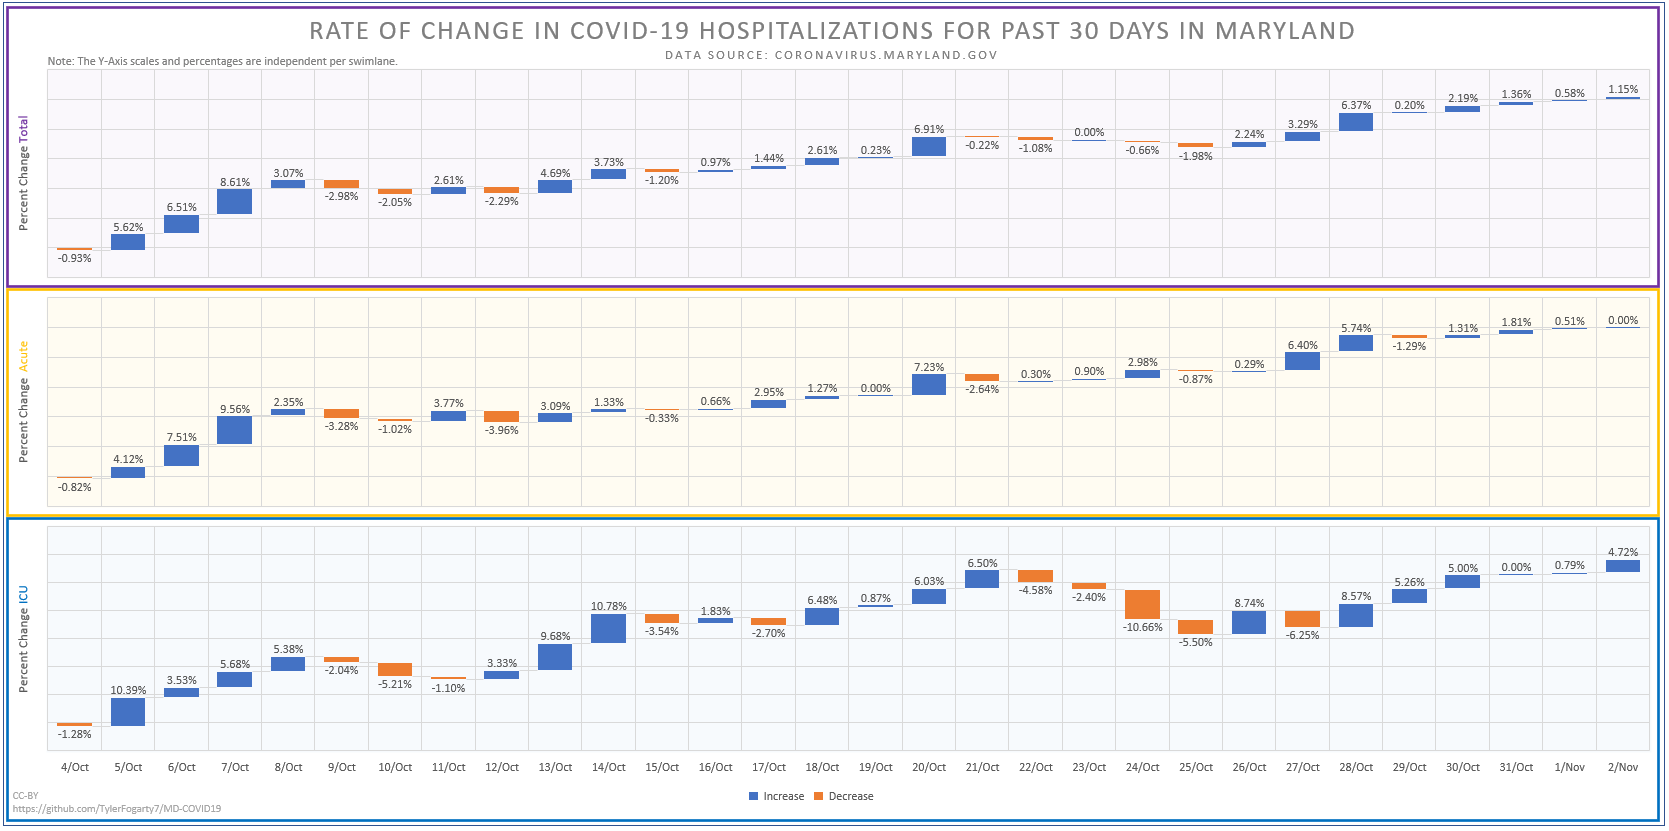 RATE OF CHANGE IN COVID-19 HOSPITALIZATIONS FOR PAST 30 DAYS IN MARYLAND
DATA SOURCE: CORONAVIRUS.MARYLAND.GOV
Note: The Y-Axis scales and percentages are independent per swimlane.
Percent Change Total
-0.93% 5.62% 6.51% 8.61% 3.07% -2.98% -2.05% 2.61% -2.29% 4.69% 3.73% -1.20% 0.97% 1.44% 2.61% 0.23% 6.91% -0.22% -1.08% 0.00% -0.66% -1.98% 2.24% 3.29% 6.37% 0.20% 2.19% 1.36% 0.58% 1.15%
Percent Change Acute
-0.82% 4.12% 7.51% 9.56% 2.35% -3.28% -1.02% 3.77% -3.96% 3.09% 1.33% -0.33% 0.66% 2.95% 1.27% 0.00% 7.23% -2.64% 0.30% 0.90% 2.98% -0.87% 0.29% 6.40% 5.74% -1.29% 1.31% 1.81% 0.51% 0.00%
Percent Change ICU
-1.28% 10.39% 3.53% 5.68% 5.38% -2.04% -5.21% -1.10% 3.33% 9.68% 10.78% -3.54% 1.83% -2.70% 6.48% 0.87% 6.03% 6.50% -4.58% -2.40% -10.66% -5.50% 8.74% -6.25% 8.57% 5.26% 5.00% 0.00% 0.79% 4.72%
4/Oct 5/Oct 6/Oct 7/Oct 8/Oct 9/Oct 10/Oct 11/Oct 12/Oct 13/Oct 14/Oct 15/Oct 16/Oct 17/Oct 18/Oct 19/Oct 20/Oct 21/Oct 22/Oct 23/Oct 24/Oct 25/Oct 26/Oct 27/Oct 28/Oct 29/Oct 30/Oct 31/Oct 1/Nov 2/Nov
Increase Decrease
CC-BY
https://github.com/TylerFogarty7/MD-COVID19